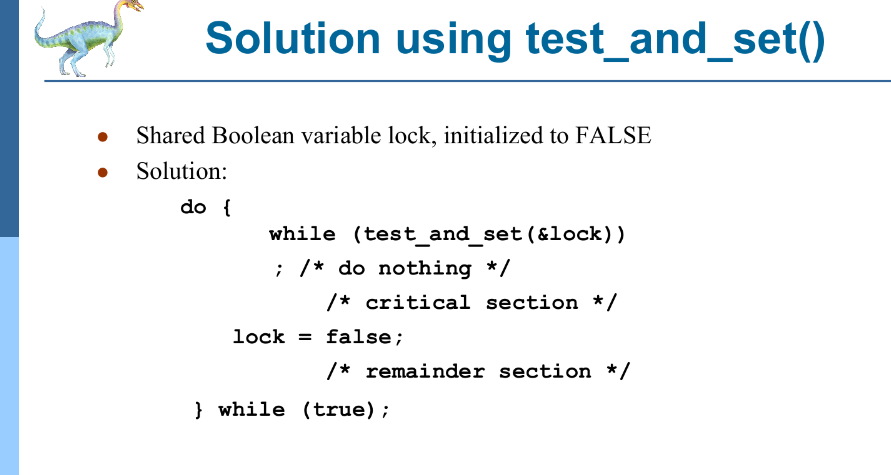 Solution using test_and_set()
● Shared Boolean variable lock, initialized to FALSE
● Solution:
do {
while (test_and_set(&lock))
; /* do nothing */
/* critical section */
lock = false;
/* remainder section */
} while (true);